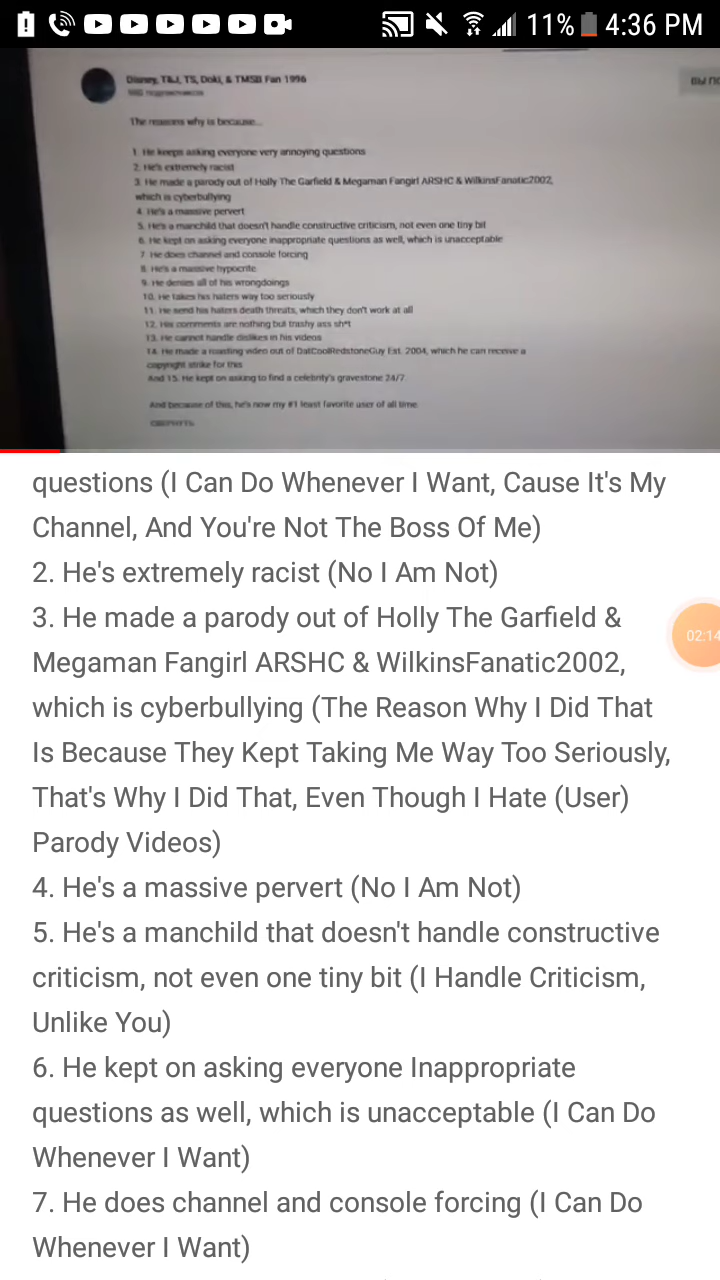 11% 4:36 PM
Disney, T&J, TS, Doki, & TMSB Fan 1996
The reasons why is because...
1. He keeps asking everyone very annoying questions
2. He's extremely racist
3. He made a parody out of Holly The Garfield & Megaman Fangirl ARSHC & WilkinsFanatic2002,
which is cyberbullying
4. He's a massive pervert
5. He's a manchild that doesn't handle constructive criticism, not even one tiny bit
6. He kept on asking everyone inappropriate questions as well, which is unacceptable
7. He does channel and console forcing
8. He's a massive hypocrite
9. He denies all of his wrongdoings
10. He takes his haters way too seriously
11. He send his haters death threats, which they don't work at all
12. His comments are nothing but trashy ass sh*t
13. He cannot handle dislikes in his videos
14. He made a roasting video out of DatCoolRedstoneGuy Est. 2004, which he can receive a
copyright strike for this
And 15. He kept on asking to find a celebrity's gravestone 24/7
And because of this, he's now my #1 least favorite user of all time
questions (I Can Do Whenever I Want, Cause It's My
Channel, And You're Not The Boss Of Me)
2. He's extremely racist (No I Am Not)
3. He made a parody out of Holly The Garfield &
Megaman Fangirl ARSHC & WilkinsFanatic2002,
which is cyberbullying (The Reason Why I Did That
Is Because They Kept Taking Me Way Too Seriously,
That's Why I Did That, Even Though I Hate (User)
Parody Videos)
4. He's a massive pervert (No I Am Not)
5. He's a manchild that doesn't handle constructive
criticism, not even one tiny bit (I Handle Criticism,
Unlike You)
6. He kept on asking everyone Inappropriate
questions as well, which is unacceptable (I Can Do
Whenever I Want)
7. He does channel and console forcing (I Can Do
Whenever I Want)
02:14